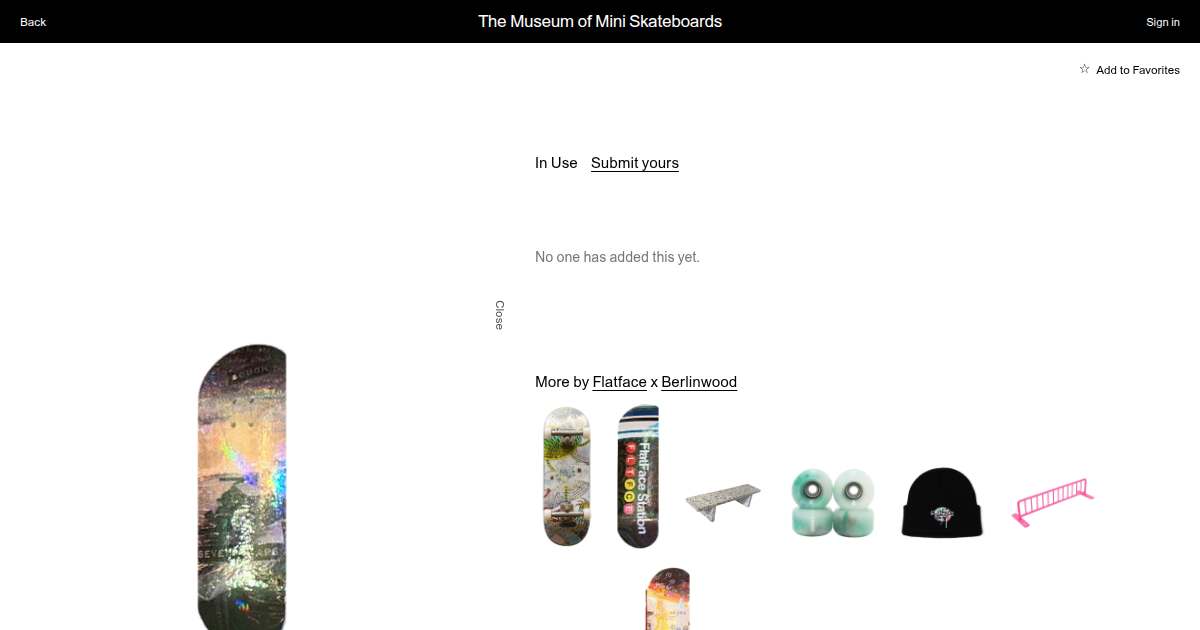 Back
The Museum of Mini Skateboards
Sign in
☆ Add to Favorites
In Use Submit yours
No one has added this yet.
Close
More by Flatface x Berlinwood
FlatFace Station
FLTFCE